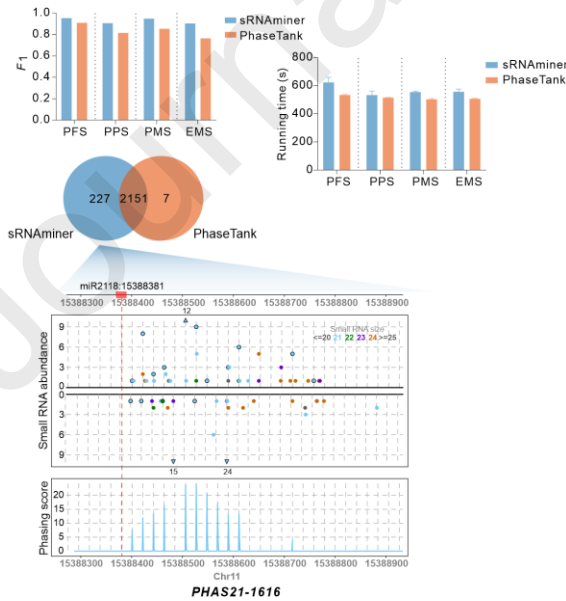 1.0
0.8
0.6
0.4
0.2
0.0
F1
PFS PPS PMS EMS
sRNAminer
PhaseTank
800
600
400
200
0
Running time (s)
PFS PPS PMS EMS
sRNAminer
PhaseTank
227 2151 7
sRNAminer PhaseTank
miR2118:15388381
15388300 15388400 15388500 15388600 15388700 15388800 15388900
12
Small RNA size
<=20 21 22 23 24 >=25
9
6
3
0
0
3
6
9
Small RNA abundance
15 24
20
15
10
5
0
Phasing score
15388300 15388400 15388500 15388600 15388700 15388800 15388900
Chr11
PHAS21-1616
Journa